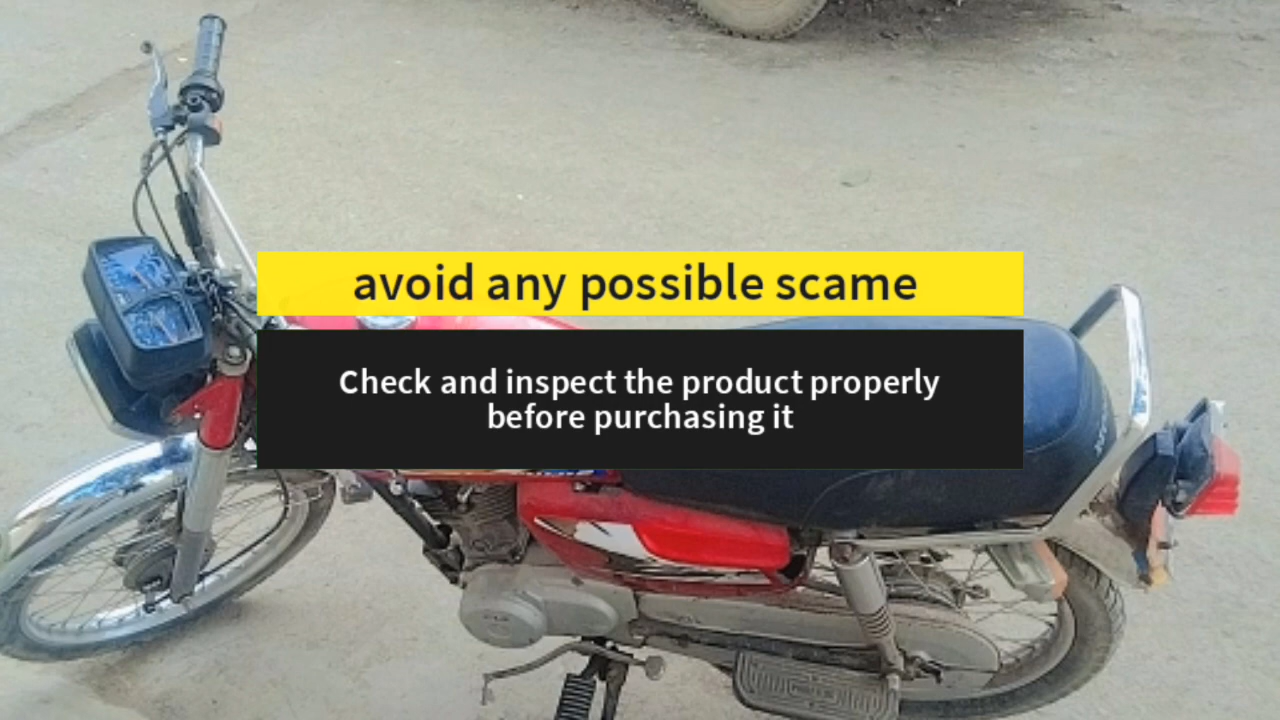 avoid any possible scame
Check and inspect the product properly
before purchasing it